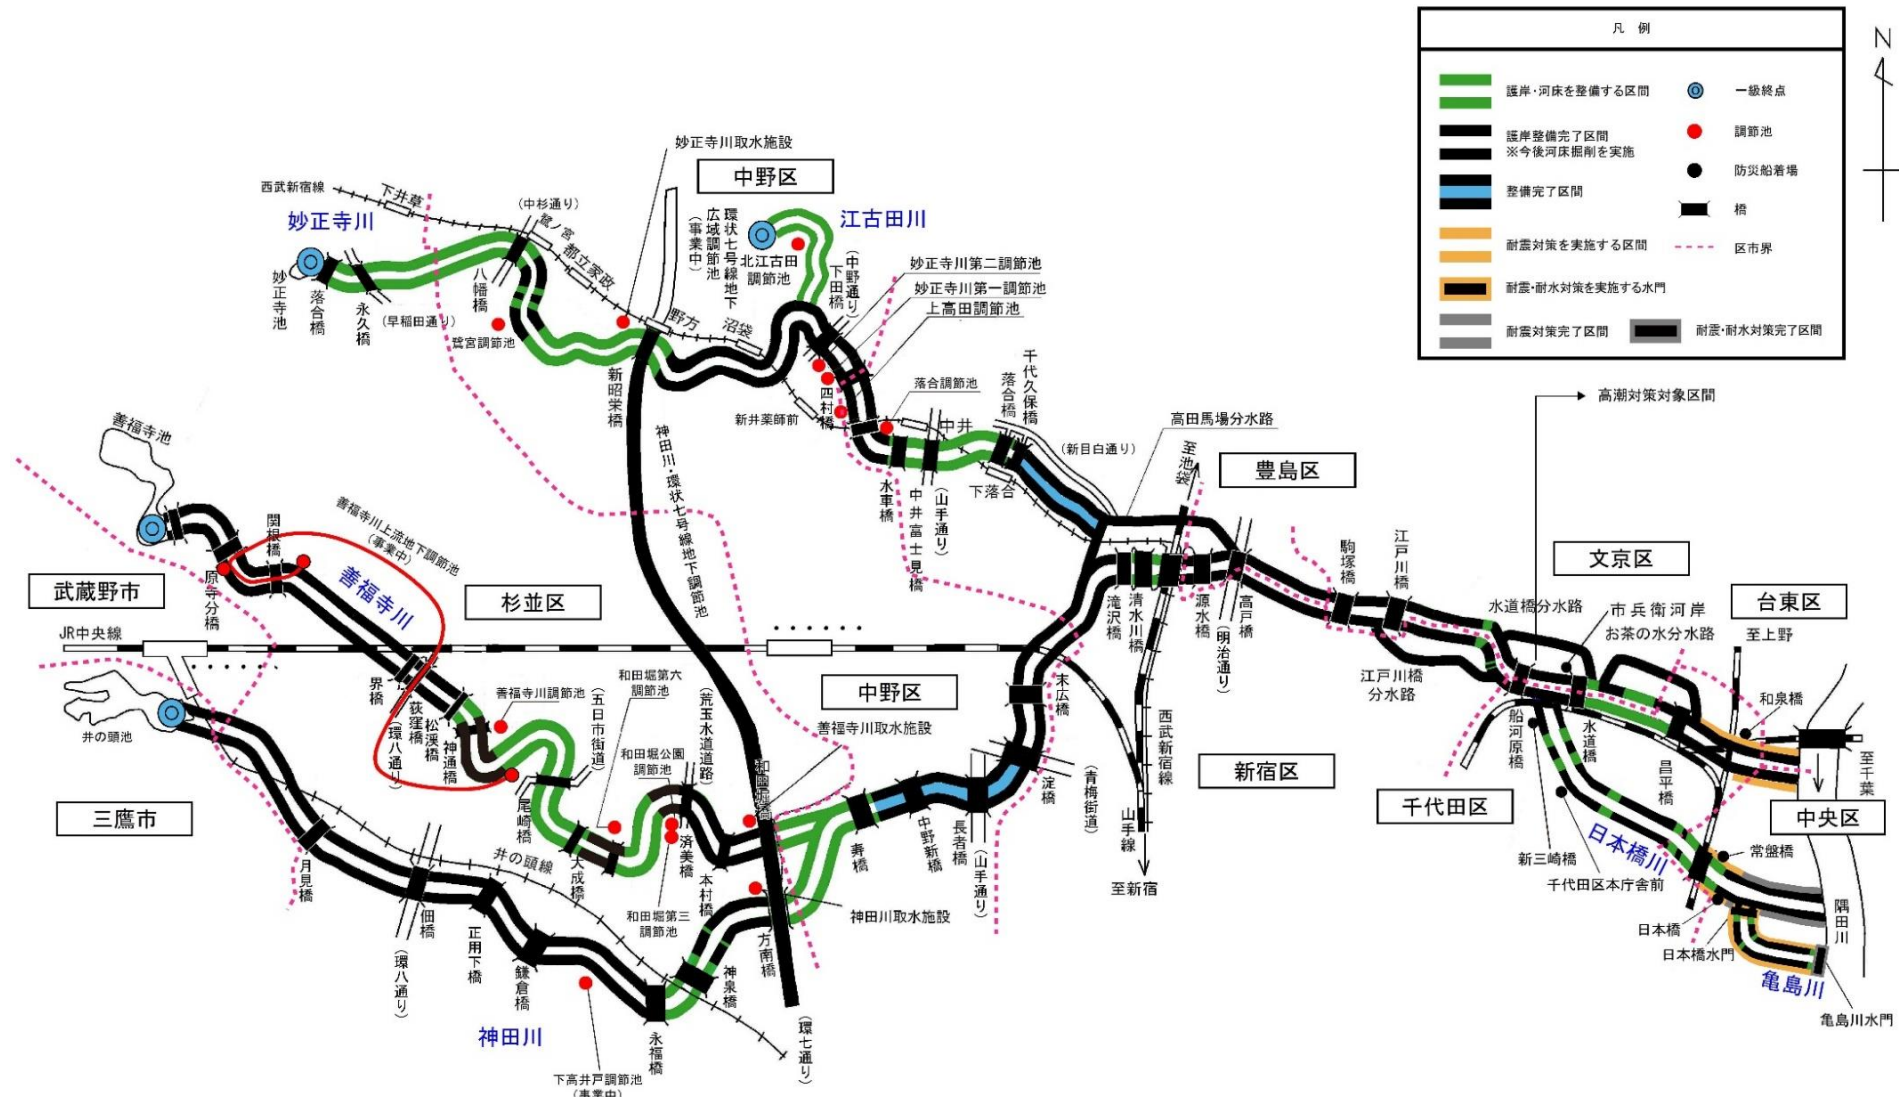 凡 例
護岸・河床を整備する区間
一級終点
護岸整備完了区間
※今後河床掘削を実施
調節池
防災船着場
整備完了区間
橋
耐震対策を実施する区間
区市界
耐震・耐水対策を実施する水門
耐震対策完了区間
耐震・耐水対策完了区間
N
高潮対策対象区間
妙正寺川取水施設
中野区
西武新宿線
下井草
(中杉通り)
鷺ノ宮
都立家政
妙正寺川
妙正寺池
落合橋
永久橋
(早稲田通り)
八幡橋
鷺宮調節池
環状七号線地下
広域調節池
(事業中)
北江古田
調節池
江古田川
下田橋
(中野通り)
妙正寺川第二調節池
妙正寺川第一調節池
上高田調節池
野方
沼袋
新昭栄橋
新井薬師前
四村橋
落合調節池
中井
落合橋
千代久保橋
(新目白通り)
高田馬場分水路
至池袋
豊島区
下落合
水車橋
中井富士見橋
(山手通り)
神田川・環状七号線地下調節池
善福寺池
関根橋
善福寺川上流地下調節池
(事業中)
原寺分橋
善福寺川
武蔵野市
杉並区
JR中央線
井の頭池
三鷹市
界橋
荻窪橋
(環八通り)
松渓橋
神通橋
善福寺川調節池
(五日市街道)
和田堀第六
調節池
和田堀公園
調節池
(荒玉水道道路)
中野区
善福寺川取水施設
和田堀橋
尾崎橋
大成橋
済美橋
本村橋
和田堀第三
調節池
神田川取水施設
方南橋
(環七通り)
神泉橋
永福橋
下高井戸調節池
(事業中)
神田川
鎌倉橋
正用下橋
佃橋
(環八通り)
月見橋
井の頭線
寿橋
中野新橋
長者橋
(山手通り)
淀橋
(青梅街道)
末広橋
滝沢橋
清水川橋
源水橋
高戸橋
(明治通り)
西武新宿線
山手線
至新宿
新宿区
駒塚橋
江戸川橋
江戸川橋
分水路
文京区
水道橋分水路
市兵衛河岸
お茶の水分水路
台東区
至上野
和泉橋
至千葉
船河原橋
水道橋
昌平橋
千代田区
中央区
新三崎橋
千代田区本庁舎前
日本橋川
常盤橋
日本橋
日本橋水門
隅田川
亀島川
亀島川水門